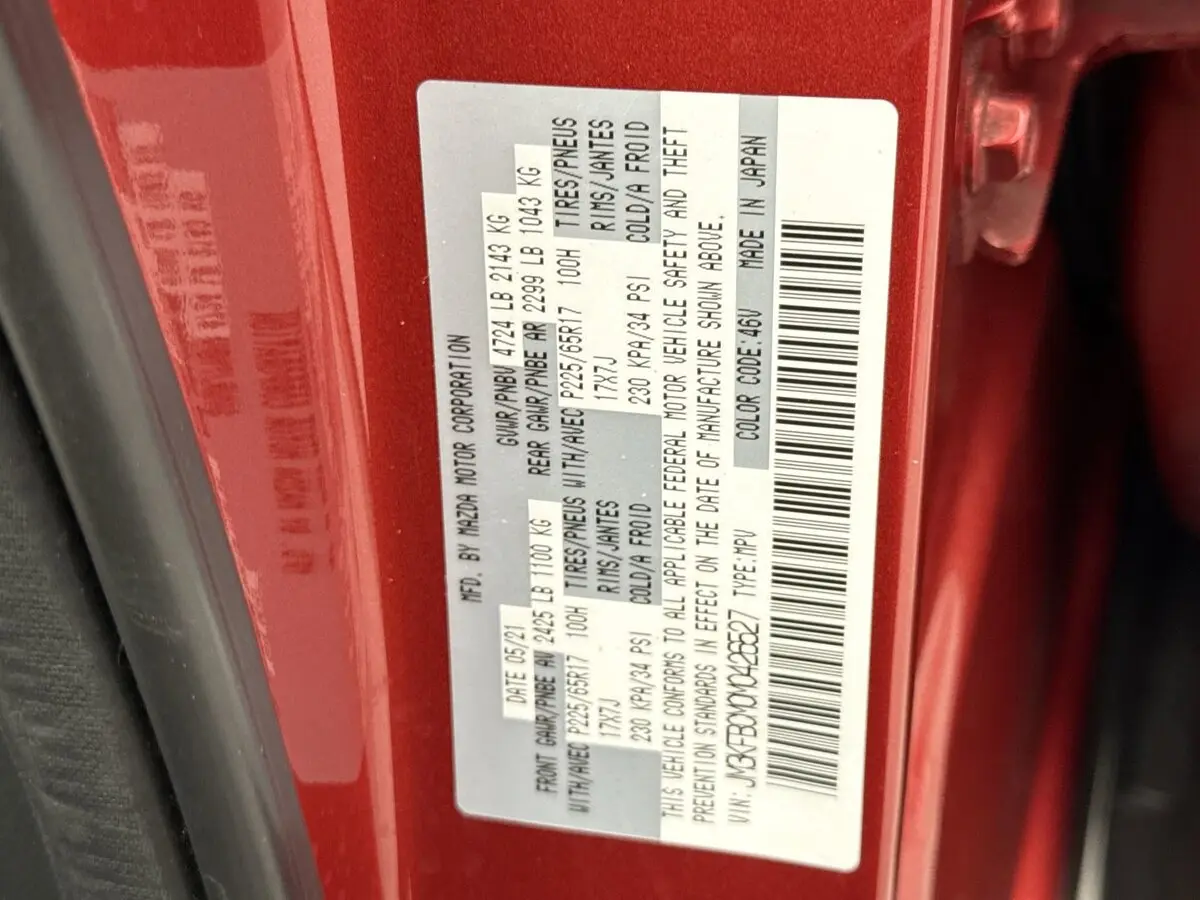 MFD. BY MAZDA MOTOR CORPORATION
DATE 05/21 GVWR/PNBV 4724 LB 2143 KG
FRONT GAWR/PNBE AV 2425 LB 1100 KG REAR GAWR/PNBE AR 2299 LB 1043 KG
WITH/AVEC P225/65R17 100H TIRES/PNEUS WITH/AVEC P225/65R17 100H TIRES/PNEUS
17X7J RIMS/JANTES 17X7J RIMS/JANTES
230 KPA/34 PSI COLD/A FROID 230 KPA/34 PSI COLD/A FROID
THIS VEHICLE CONFORMS TO ALL APPLICABLE FEDERAL MOTOR VEHICLE SAFETY AND THEFT
PREVENTION STANDARDS IN EFFECT ON THE DATE OF MANUFACTURE SHOWN ABOVE.
VIN: JM3KFBCM0M0426527 TYPE:MPV COLOR CODE:46V MADE IN JAPAN